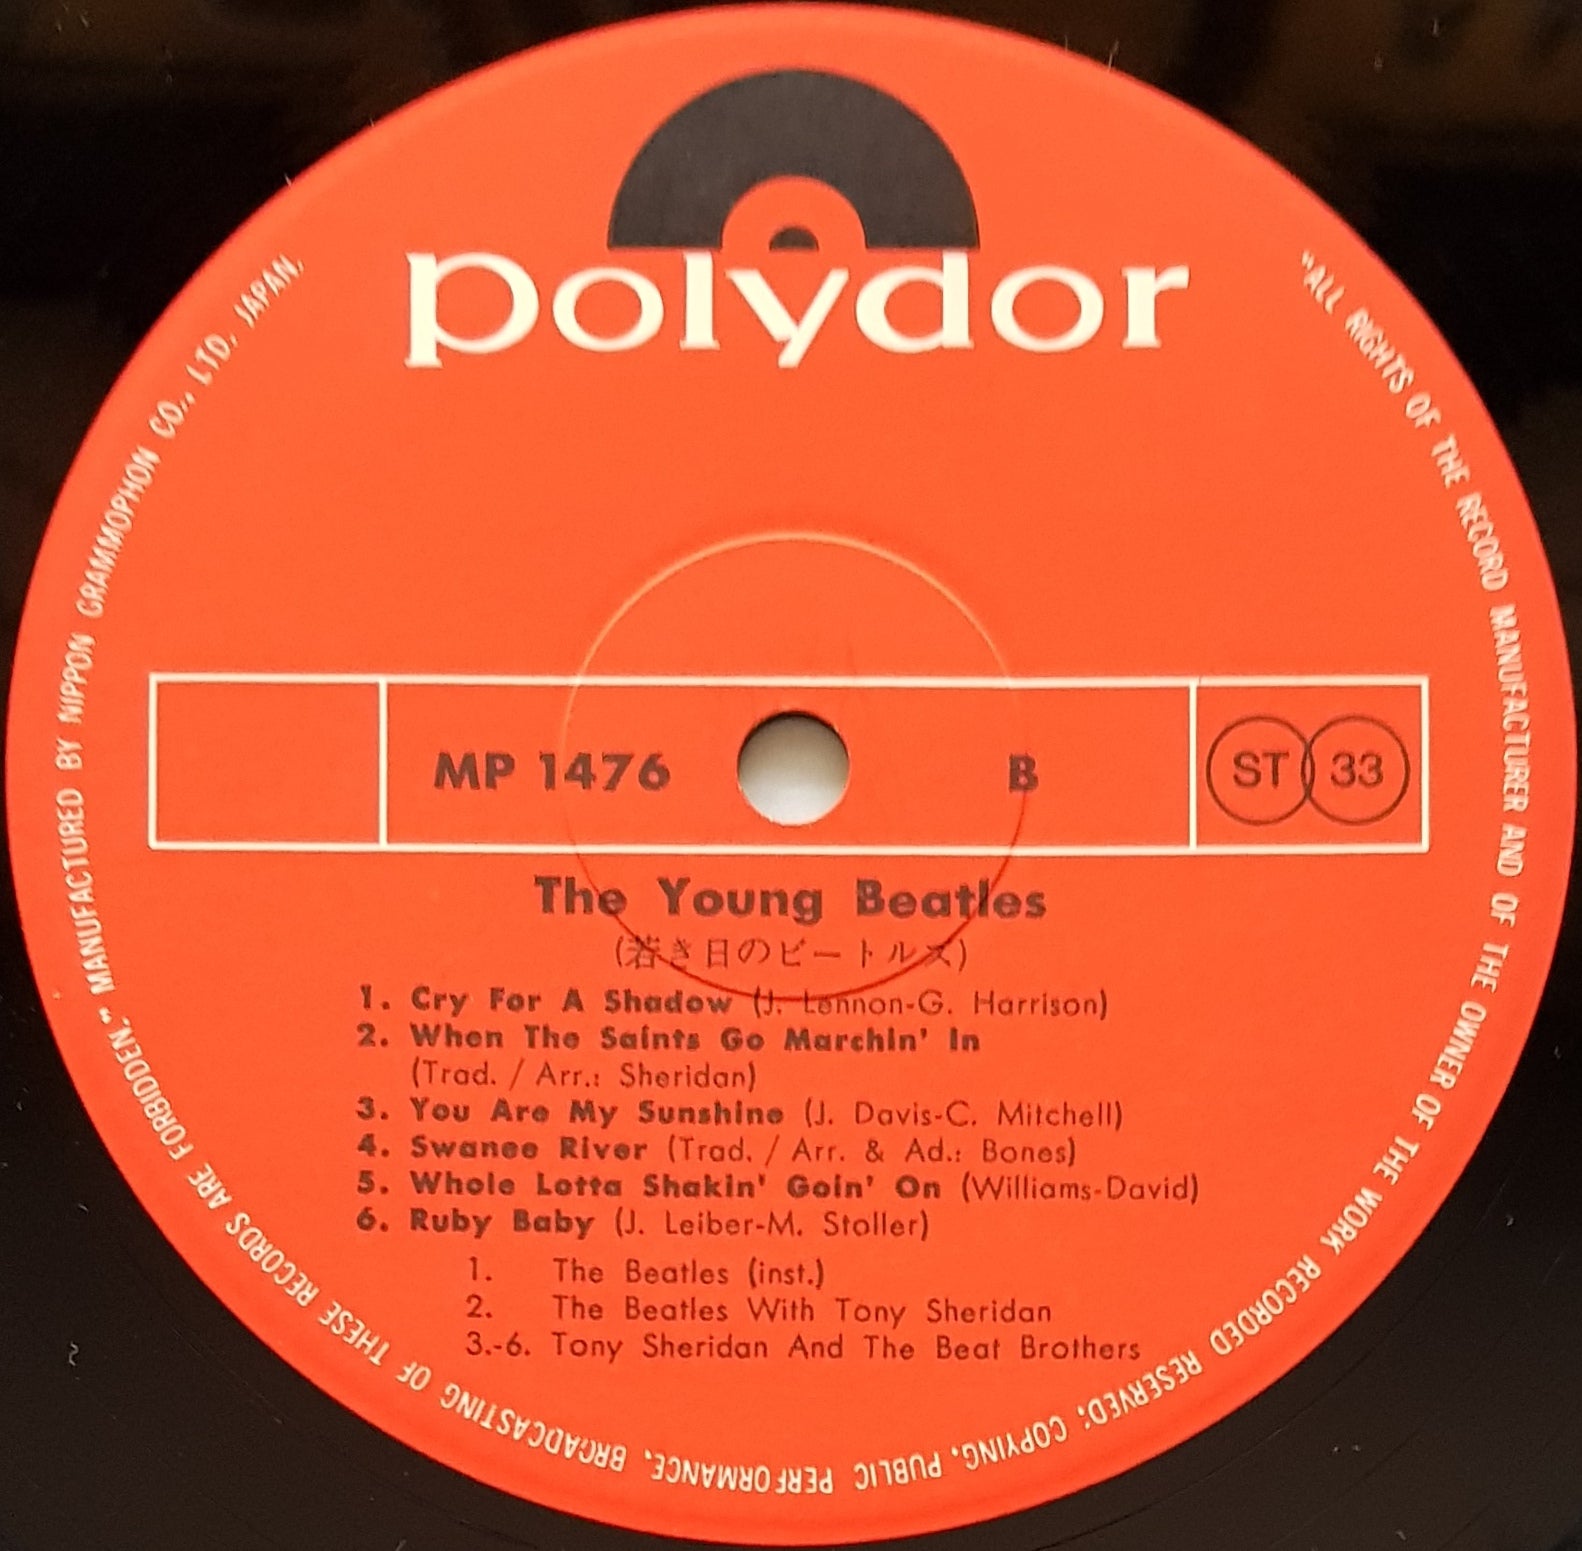 polydor
MP 1476
B
ST 33
The Young Beatles
(若き日のビートルス)
1. Cry For A Shadow (J. Lennon-G. Harrison)
2. When The Saints Go Marchin' In
(Trad. / Arr.: Sheridan)
3. You Are My Sunshine (J. Davis-C. Mitchell)
4. Swanee River (Trad. / Arr. & Ad.: Bones)
5. Whole Lotta Shakin' Goin' On (Williams-David)
6. Ruby Baby (J. Leiber-M. Stoller)
1. The Beatles (inst.)
2. The Beatles With Tony Sheridan
3.-6. Tony Sheridan And The Beat Brothers
"ALL RIGHTS OF THE RECORD MANUFACTURER AND OF THE OWNER OF THE WORK RECORDED RESERVED; COPYING, PUBLIC PERFORMANCE, BROADCASTING OF THESE RECORDS ARE FORBIDDEN." MANUFACTURED BY NIPPON GRAMMOPHON CO., LTD., JAPAN.